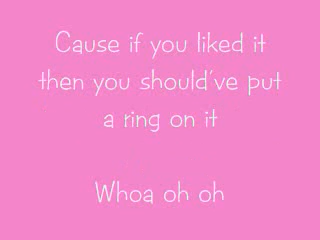 Cause if you liked it
then you should've put
a ring on it
Whoa oh oh